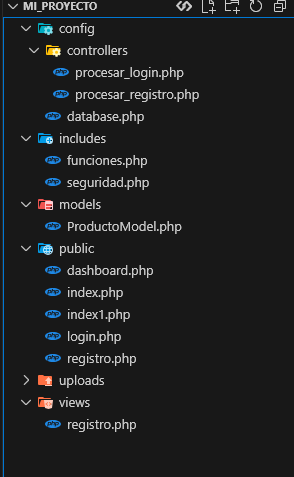 MI_PROYECTO
config
controllers
procesar_login.php
procesar_registro.php
database.php
includes
funciones.php
seguridad.php
models
ProductoModel.php
public
dashboard.php
index.php
index1.php
login.php
registro.php
uploads
views
registro.php